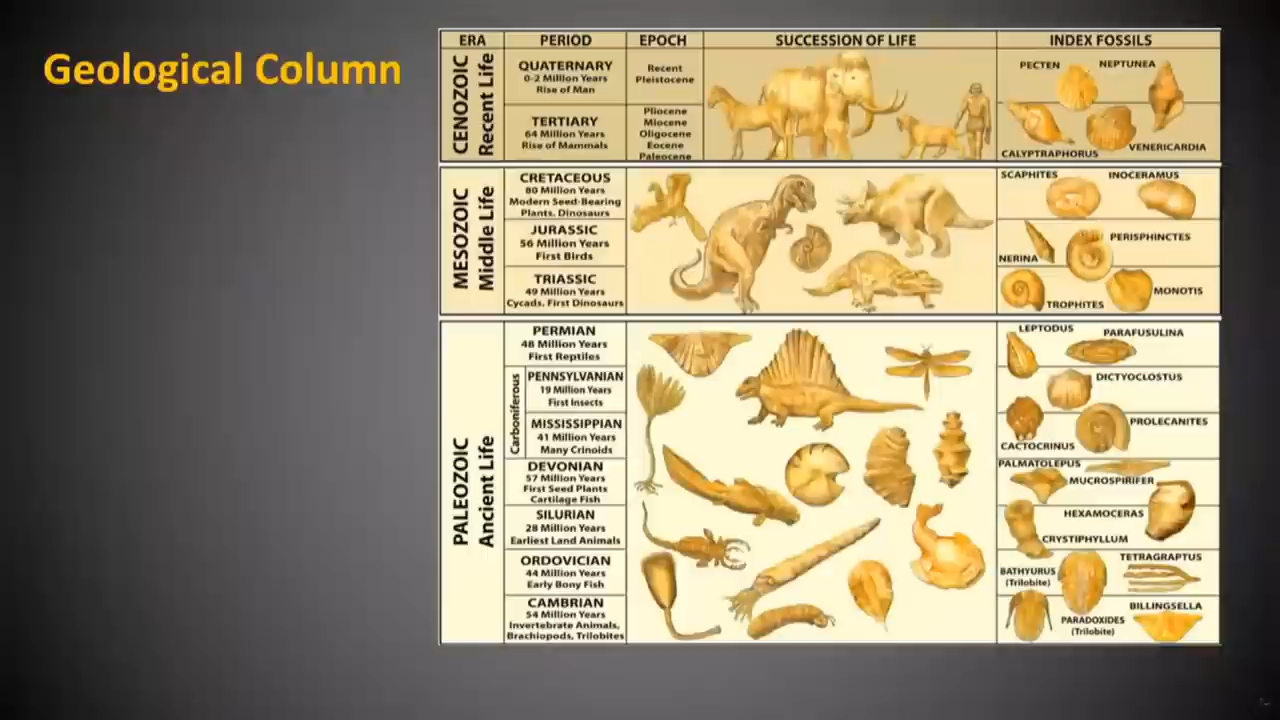 Geological Column
ERA PERIOD EPOCH SUCCESSION OF LIFE INDEX FOSSILS
CENOZOIC
Recent Life
QUATERNARY
0-2 Million Years
Rise of Man
Recent
Pleistocene
TERTIARY
64 Million Years
Rise of Mammals
Pliocene
Miocene
Oligocene
Eocene
Paleocene
PECTEN NEPTUNEA
CALYPTRAPHORUS VENERICARDIA
MESOZOIC
Middle Life
CRETACEOUS
80 Million Years
Modern Seed-Bearing
Plants. Dinosaurs
JURASSIC
56 Million Years
First Birds
TRIASSIC
49 Million Years
Cycads. First Dinosaurs
SCAPHITES INOCERAMUS
PERISPHINCTES
NERINA
MONOTIS
TROPHITES
PALEOZOIC
Ancient Life
PERMIAN
48 Million Years
First Reptiles
Carboniferous
PENNSYLVANIAN
19 Million Years
First Insects
MISSISSIPPIAN
41 Million Years
Many Crinoids
DEVONIAN
57 Million Years
First Seed Plants
Cartilage Fish
SILURIAN
28 Million Years
Earliest Land Animals
ORDOVICIAN
44 Million Years
Early Bony Fish
CAMBRIAN
54 Million Years
Invertebrate Animals,
Brachiopods, Trilobites
LEPTODUS PARAFUSULINA
DICTYOCLOSTUS
PROLECANITES
CACTOCRINUS
PALMATOLEPUS
MUCROSPIRIFER
HEXAMOCERAS
CRYSTIPHYLLUM
TETRAGRAPTUS
BATHYURUS
(Trilobite)
BILLINGSELLA
PARADOXIDES
(Trilobite)